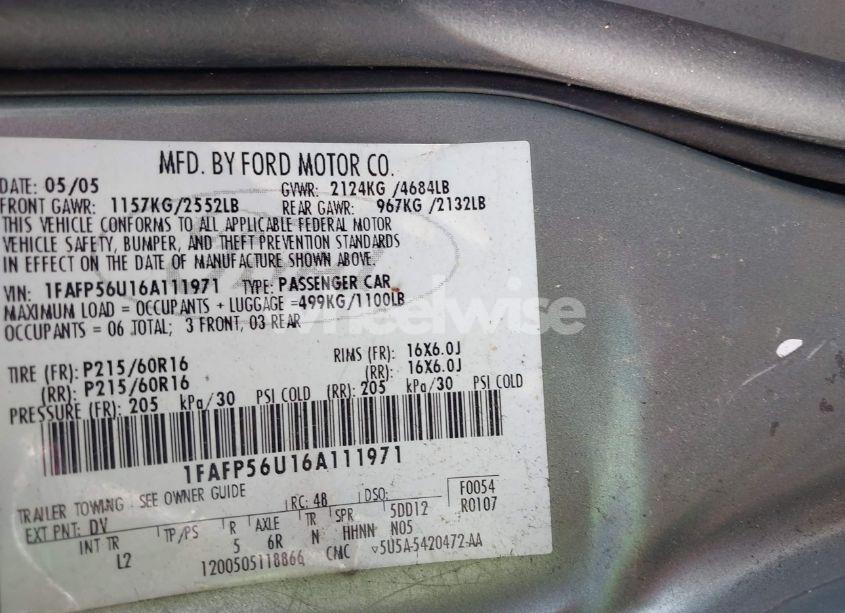 MFD. BY FORD MOTOR CO.
DATE: 05/05 GVWR: 2124KG /4684LB
FRONT GAWR: 1157KG/2552LB REAR GAWR: 967KG /2132LB
THIS VEHICLE CONFORMS TO ALL APPLICABLE FEDERAL MOTOR
VEHICLE SAFETY, BUMPER, AND THEFT PREVENTION STANDARDS
IN EFFECT ON THE DATE OF MANUFACTURE SHOWN ABOVE.
VIN: 1FAFP56U16A111971 TYPE: PASSENGER CAR
MAXIMUM LOAD = OCCUPANTS + LUGGAGE =499KG/1100LB
OCCUPANTS = 06 TOTAL; 3 FRONT, 03 REAR
wheelwise
TIRE (FR): P215/60R16 RIMS (FR): 16X6.0J
(RR): P215/60R16 (RR): 16X6.0J
PRESSURE (FR): 205 kPa/30 PSI COLD (RR): 205 kPa/30 PSI COLD
1FAFP56U16A111971
TRAILER TOWING - SEE OWNER GUIDE
EXT PNT: DV RC: 48 DSO: F0054
5DD12 R0107
INT TR TP/PS R AXLE TR SPR N05
L2 5 6R N HHNN
1200505118866 CMC ▽5U5A-5420472-AA